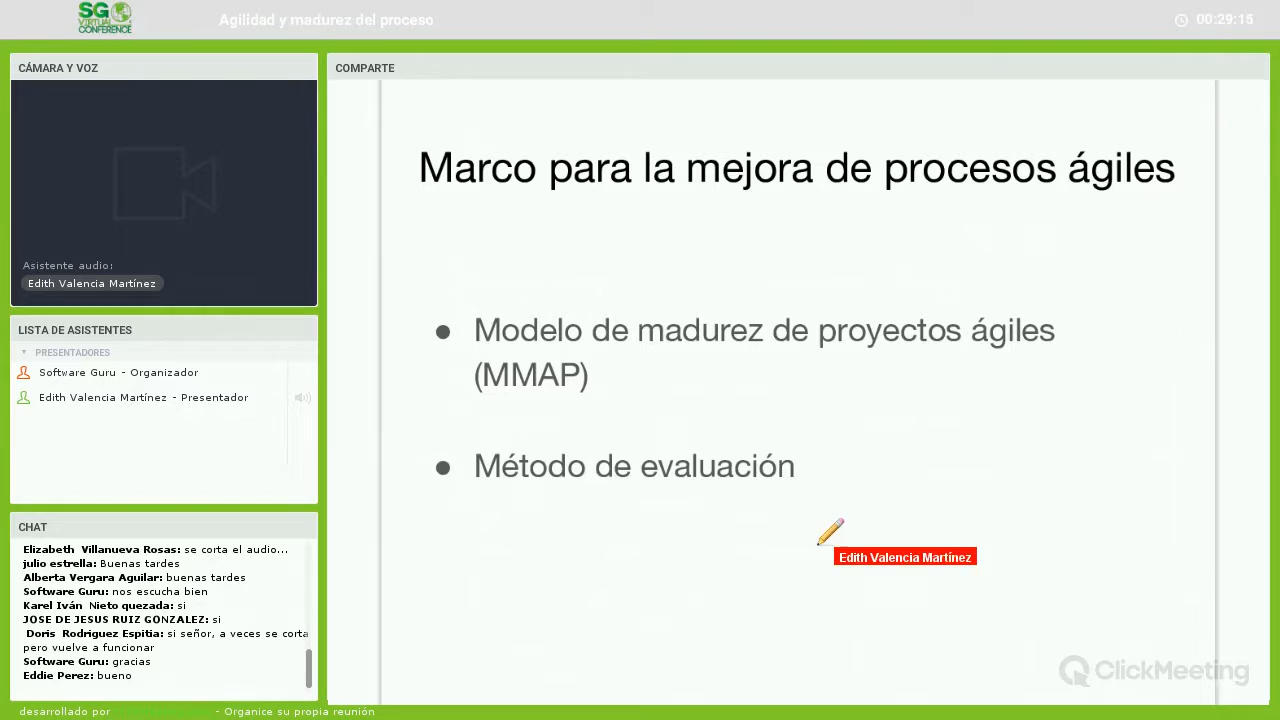 SG
VIRTUAL
CONFERENCE
Agilidad y madurez del proceso
00:29:15
CÁMARA Y VOZ
Asistente audio:
Edith Valencia Martínez
LISTA DE ASISTENTES
PRESENTADORES
Software Guru - Organizador
Edith Valencia Martínez - Presentador
CHAT
Elizabeth Villanueva Rosas: se corta el audio...
julio estrella: Buenas tardes
Alberta Vergara Aguilar: buenas tardes
Software Guru: nos escucha bien
Karel Iván Nieto quezada: si
JOSE DE JESUS RUIZ GONZALEZ: si
Doris Rodriguez Espitia: si señor, a veces se corta
pero vuelve a funcionar
Software Guru: gracias
Eddie Perez: bueno
COMPARTE
Marco para la mejora de procesos ágiles
● Modelo de madurez de proyectos ágiles
(MMAP)
● Método de evaluación
Edith Valencia Martínez
ClickMeeting
desarrollado por - Organice su propia reunión